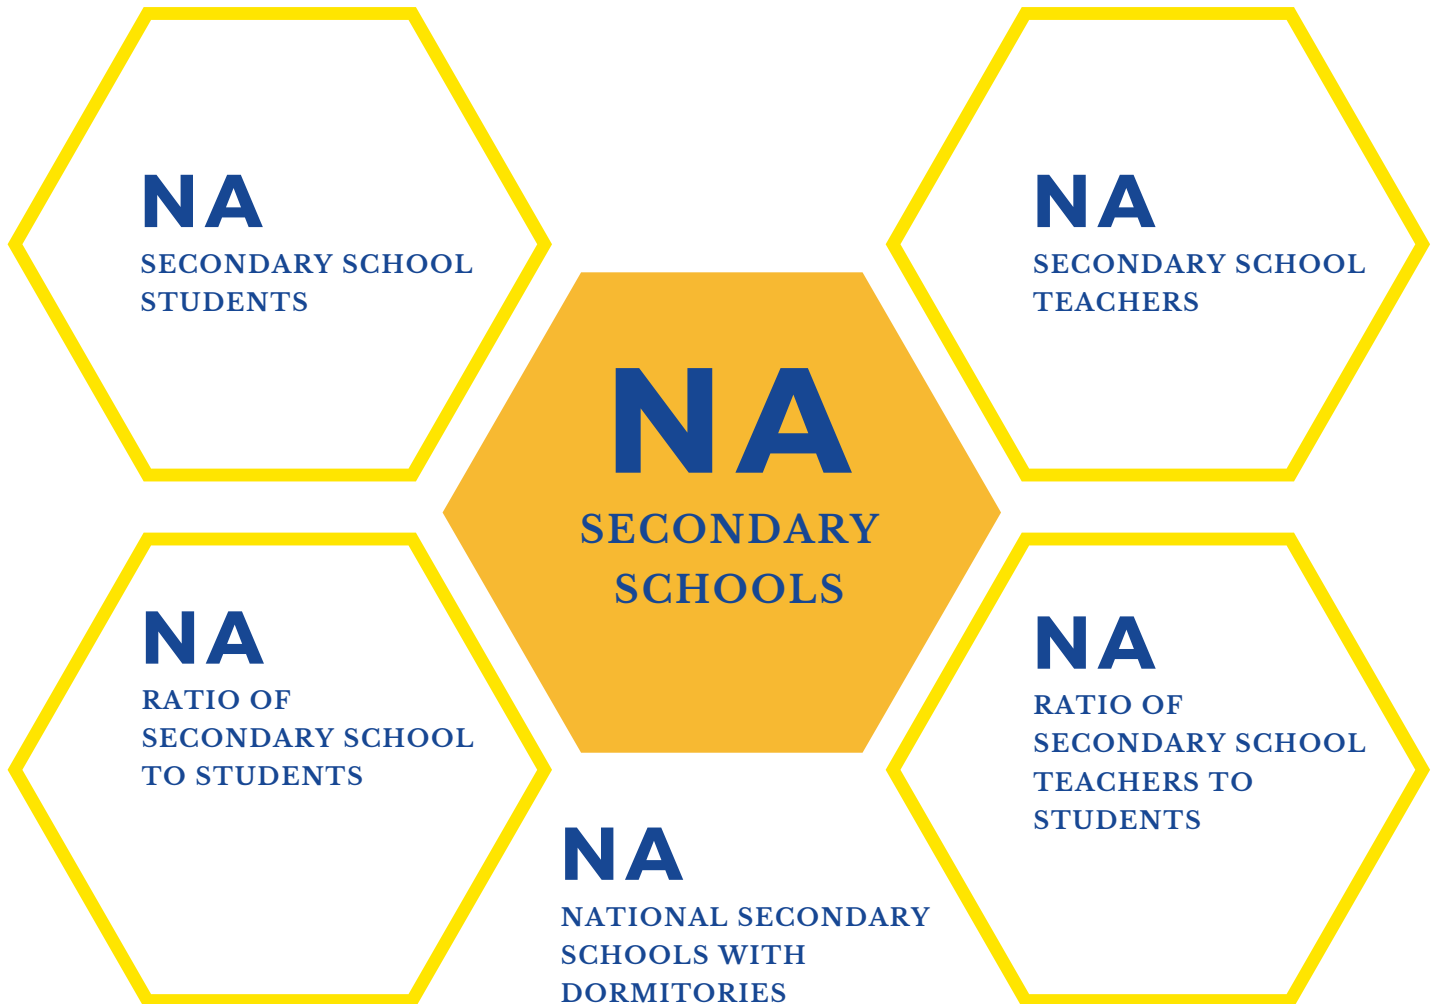 NA
SECONDARY SCHOOL
STUDENTS
NA
SECONDARY SCHOOL
TEACHERS
NA
SECONDARY
SCHOOLS
NA
RATIO OF
SECONDARY SCHOOL
TO STUDENTS
NA
RATIO OF
SECONDARY SCHOOL
TEACHERS TO
STUDENTS
NA
NATIONAL SECONDARY
SCHOOLS WITH
DORMITORIES